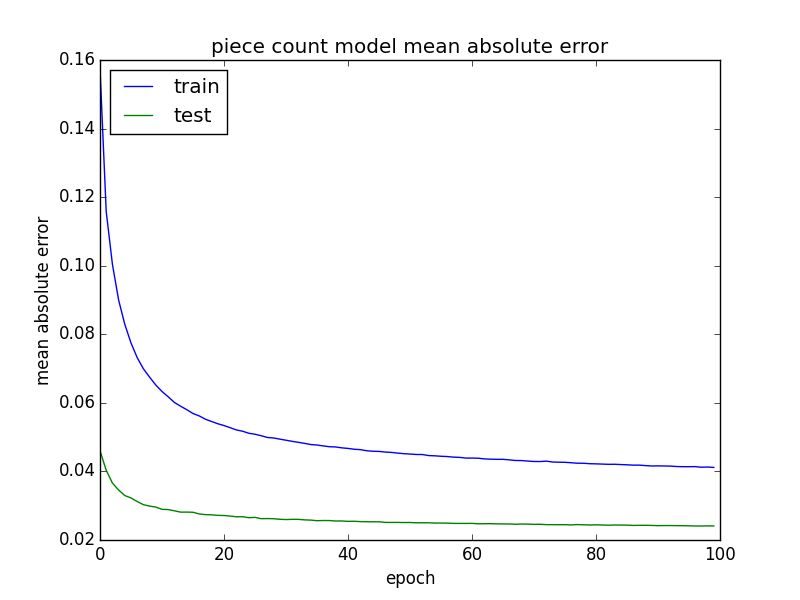 piece count model mean absolute error
train
test
0.16
0.14
0.12
0.10
0.08
0.06
0.04
0.02
mean absolute error
0 20 40 60 80 100
epoch